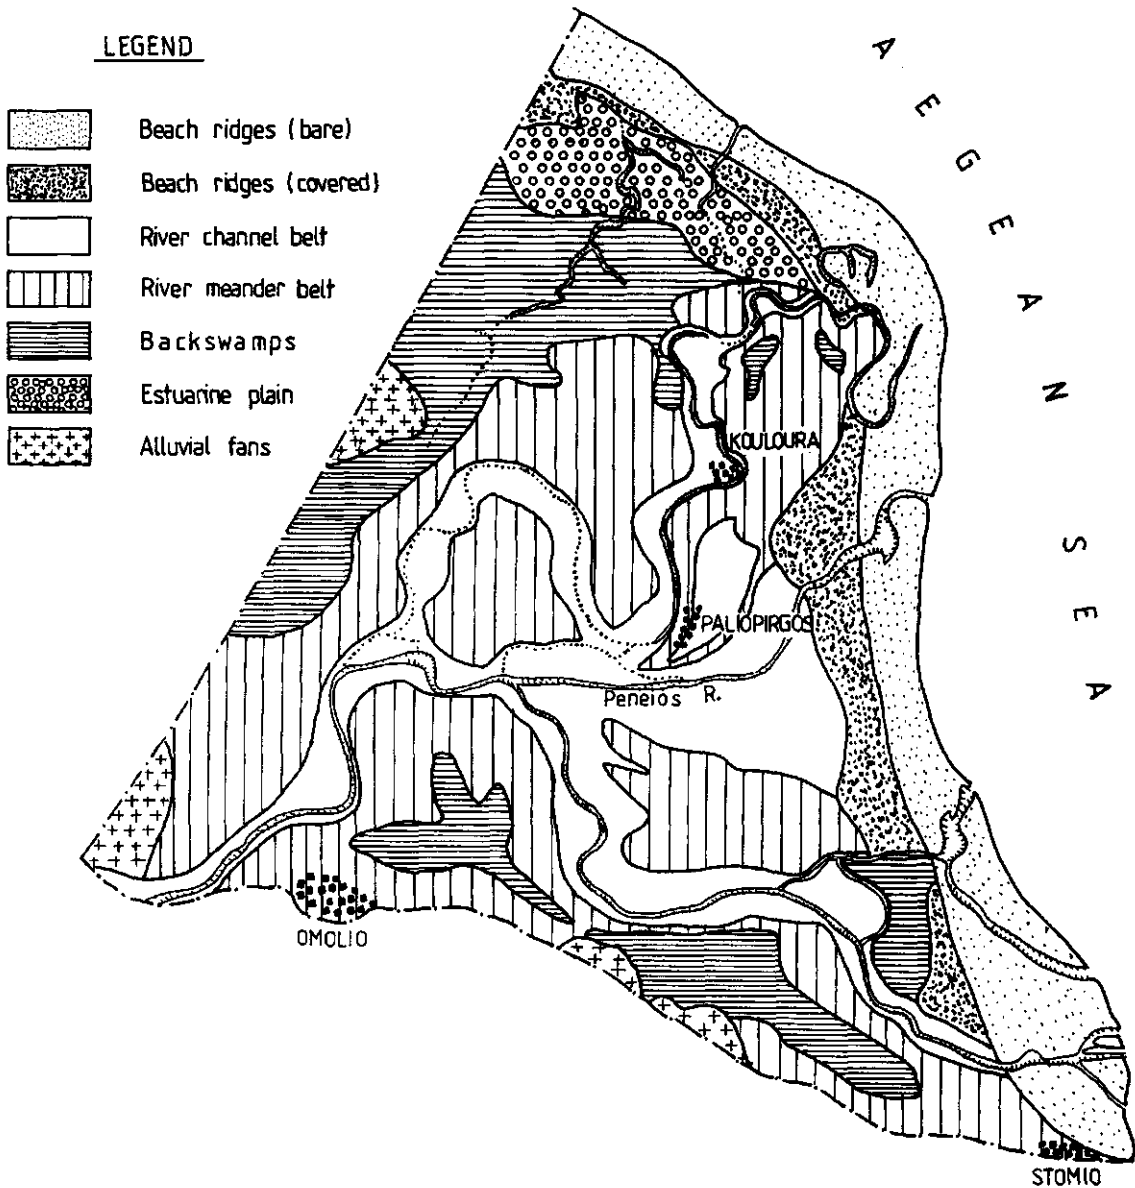 LEGEND
Beach ridges (bare)
Beach ridges (covered)
River channel belt
River meander belt
Backswamps
Estuarine plain
Alluvial fans
AEGEAN SEA
KOULOURA
PALIOPIRGOS
Peneios R.
OMOLIO
STOMIO